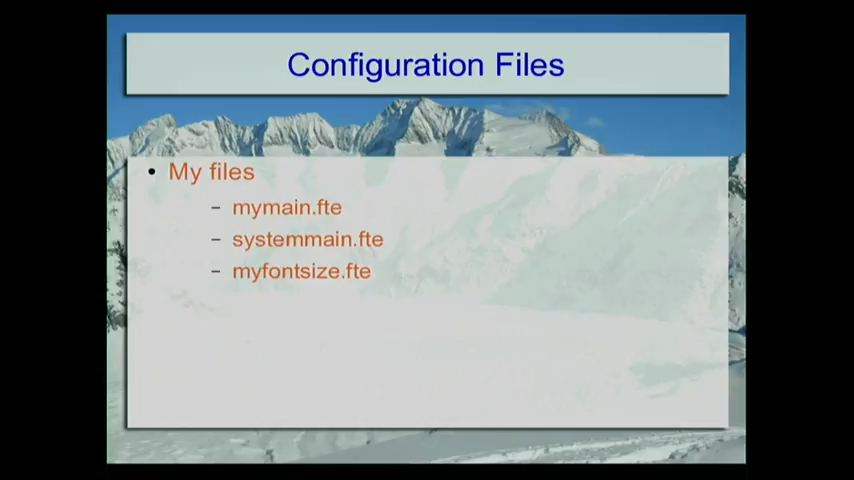 Configuration Files
• My files
– mymain.fte
– systemmain.fte
– myfontsize.fte